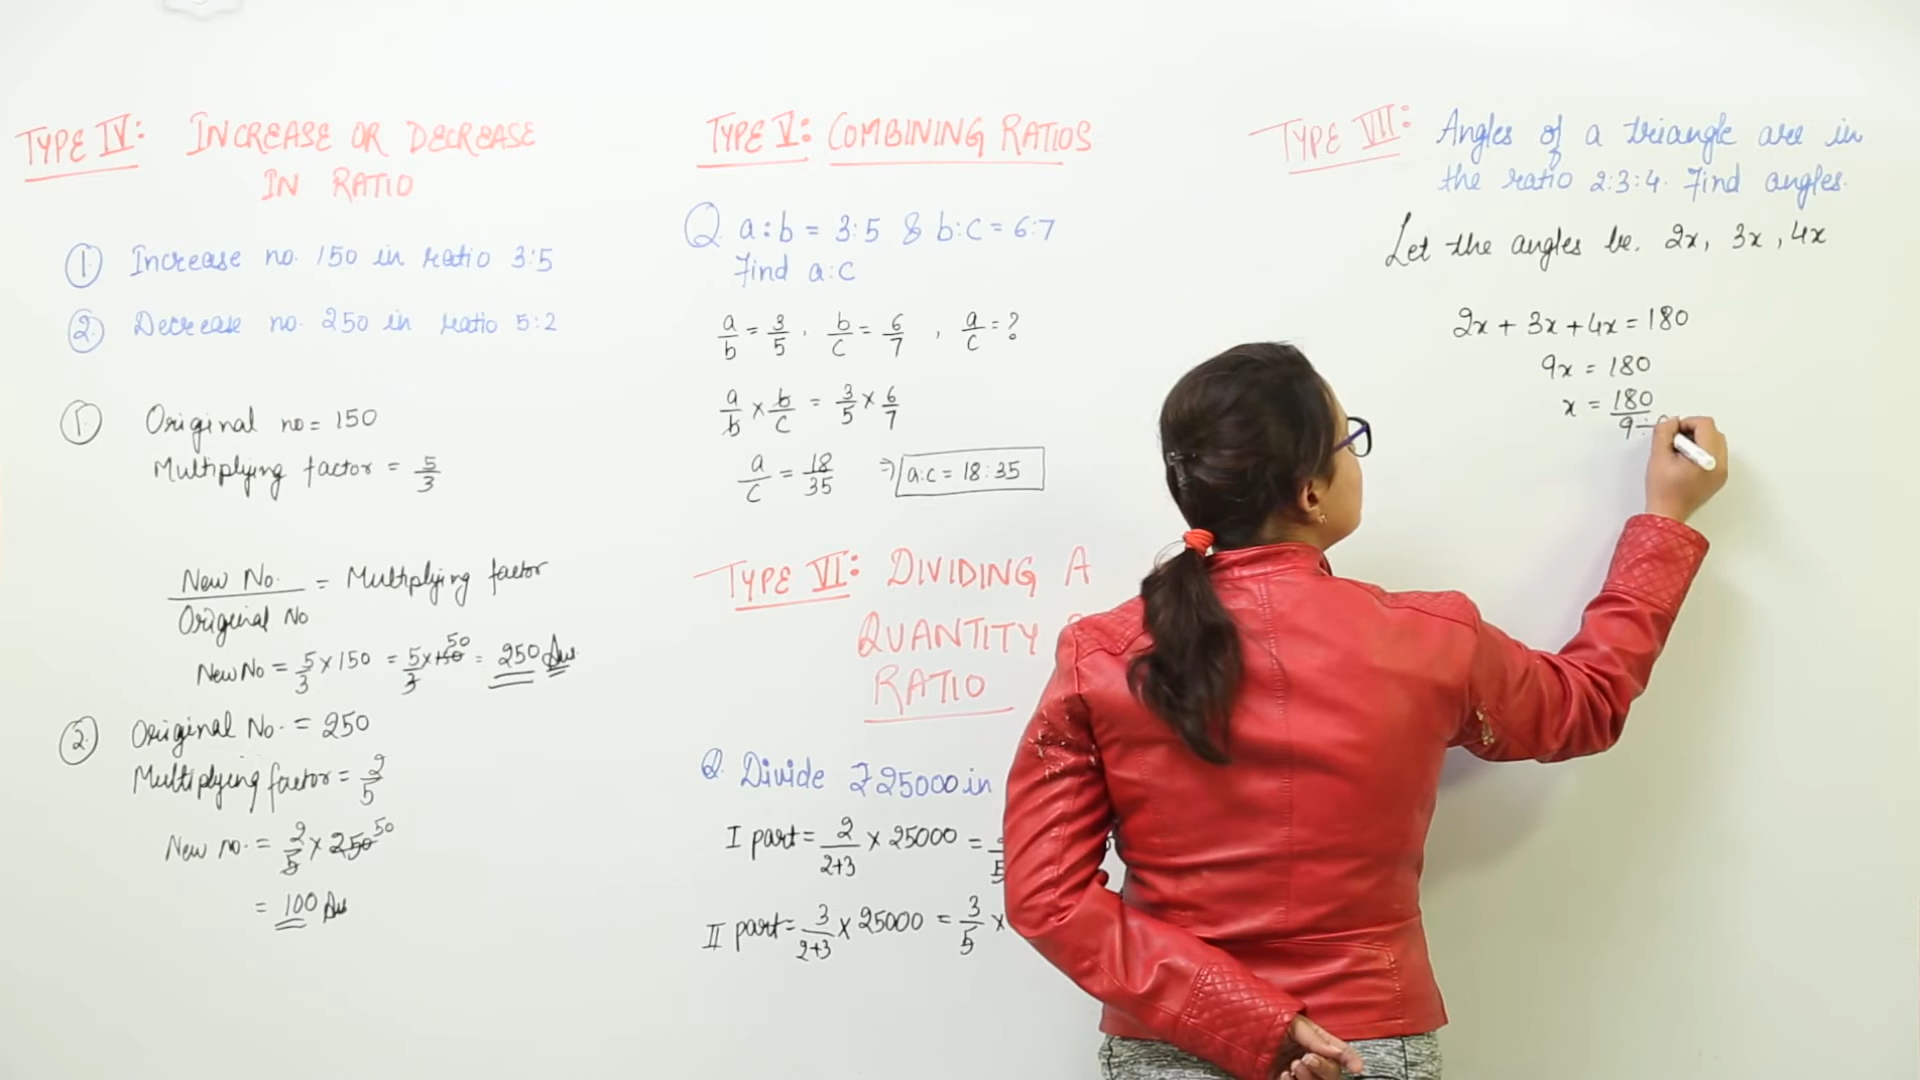 TYPE IV: INCREASE OR DECREASE
IN RATIO
1. Increase no. 150 in ratio 3:5
2. Decrease no. 250 in ratio 5:2
1. Original no = 150
Multiplying factor = 5/3
New No. / Original No = Multiplying factor
New No = 5/3 × 150 = 5/3 × 150 50 = 250 Ans
2. Original No. = 250
Multiplying factor = 2/5
New no. = 2/5 × 250 50
= 100 Ans
TYPE V: COMBINING RATIOS
Q a:b = 3:5 & b:c = 6:7
Find a:c
a/b = 3/5, b/c = 6/7, a/c = ?
a/b × b/c = 3/5 × 6/7
a/c = 18/35 ⇒ a:c = 18:35
TYPE VI: DIVIDING A
QUANTITY
RATIO
Q. Divide ₹25000 in
I part = 2/2+3 × 25000 =
II part = 3/2+3 × 25000 = 3/5 ×
TYPE VII: Angles of a triangle are in
the ratio 2:3:4. Find angles.
Let the angles be. 2x, 3x, 4x
2x + 3x + 4x = 180
9x = 180
x = 180/9